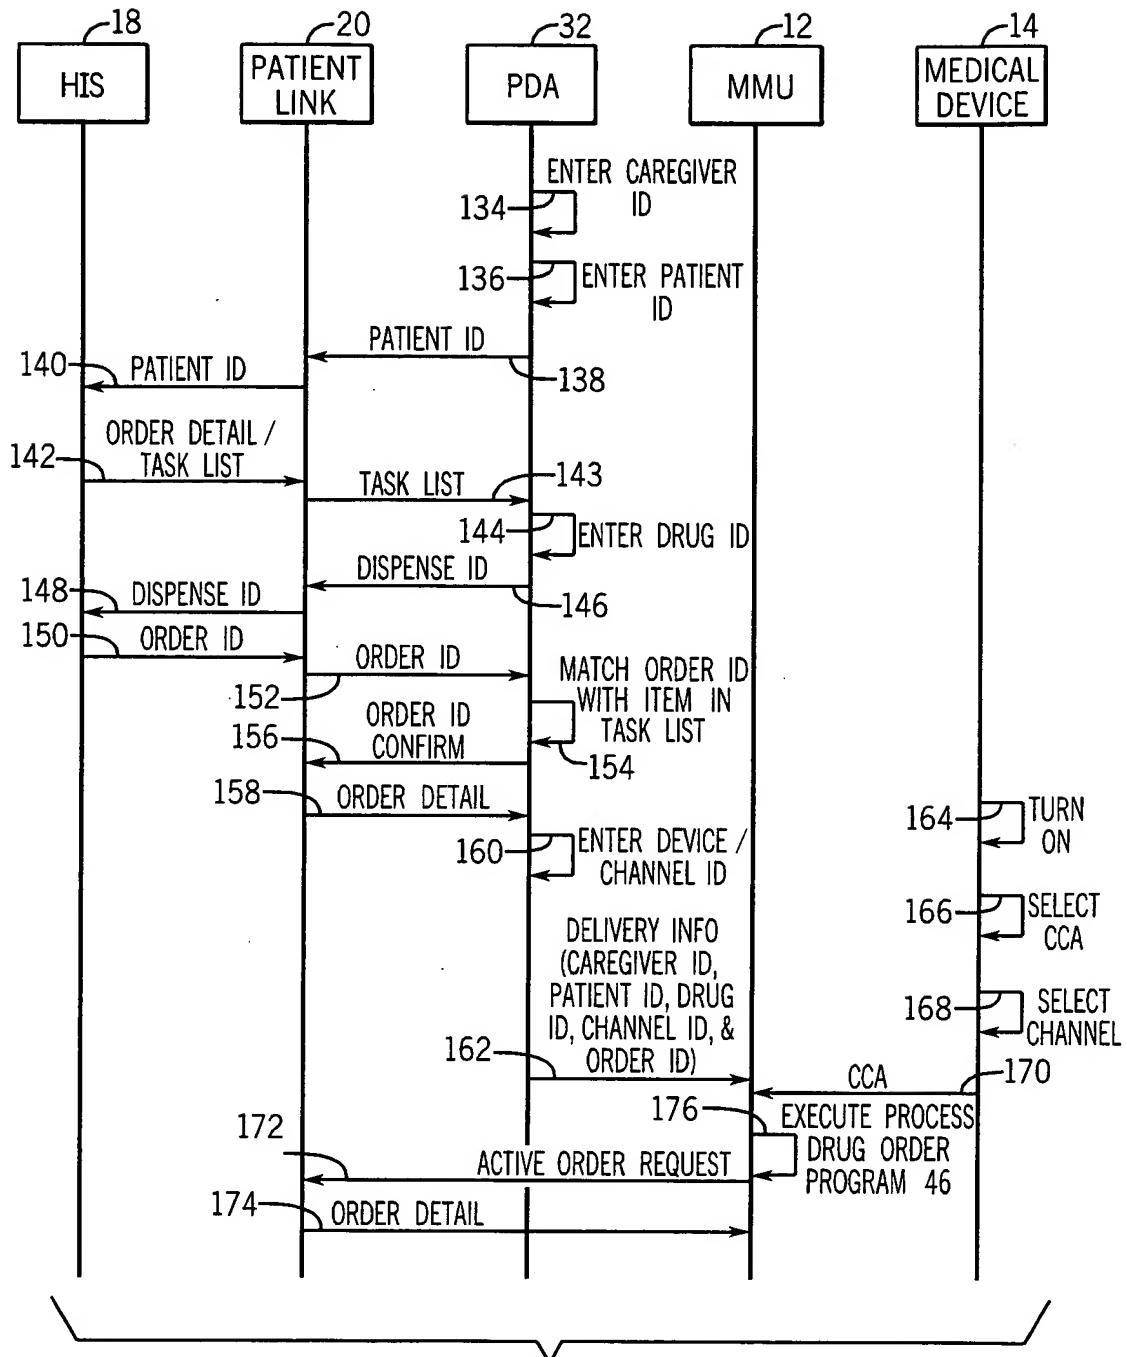 18
20
32
12
14
HIS
PATIENT
LINK
PDA
MMU
MEDICAL
DEVICE
ENTER CAREGIVER
ID
134
136
ENTER PATIENT
ID
PATIENT ID
138
140
PATIENT ID
ORDER DETAIL /
TASK LIST
142
TASK LIST
143
144
ENTER DRUG ID
DISPENSE ID
146
148
DISPENSE ID
150
ORDER ID
ORDER ID
152
MATCH ORDER ID
WITH ITEM IN
TASK LIST
154
ORDER ID
CONFIRM
156
158
ORDER DETAIL
160
ENTER DEVICE /
CHANNEL ID
164
TURN
ON
166
SELECT
CCA
168
SELECT
CHANNEL
DELIVERY INFO
(CAREGIVER ID,
PATIENT ID, DRUG
ID, CHANNEL ID, &
ORDER ID)
162
CCA
170
176
EXECUTE PROCESS
DRUG ORDER
PROGRAM 46
172
ACTIVE ORDER REQUEST
174
ORDER DETAIL